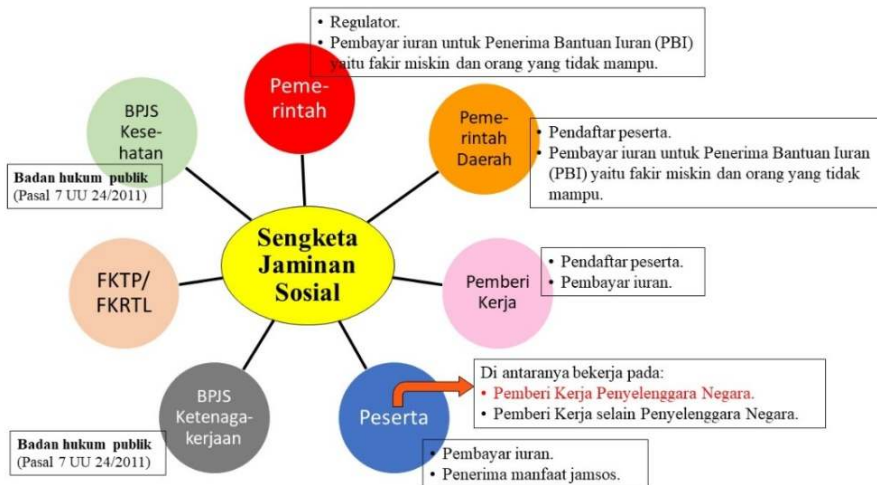 • Regulator.
• Pembayar iuran untuk Penerima Bantuan Iuran (PBI)
yaitu fakir miskin dan orang yang tidak mampu.
Peme-
rintah
BPJS
Kese-
hatan
Badan hukum publik
(Pasal 7 UU 24/2011)
Peme-
rintah
Daerah
• Pendaftar peserta.
• Pembayar iuran untuk Penerima Bantuan Iuran
(PBI) yaitu fakir miskin dan orang yang tidak
mampu.
Sengketa
Jaminan
Sosial
FKTP/
FKRTL
Pemberi
Kerja
• Pendaftar peserta.
• Pembayar iuran.
BPJS
Ketenaga-
kerjaan
Badan hukum publik
(Pasal 7 UU 24/2011)
Peserta
Di antaranya bekerja pada:
• Pemberi Kerja Penyelenggara Negara.
• Pemberi Kerja selain Penyelenggara Negara.
• Pembayar iuran.
• Penerima manfaat jamsos.